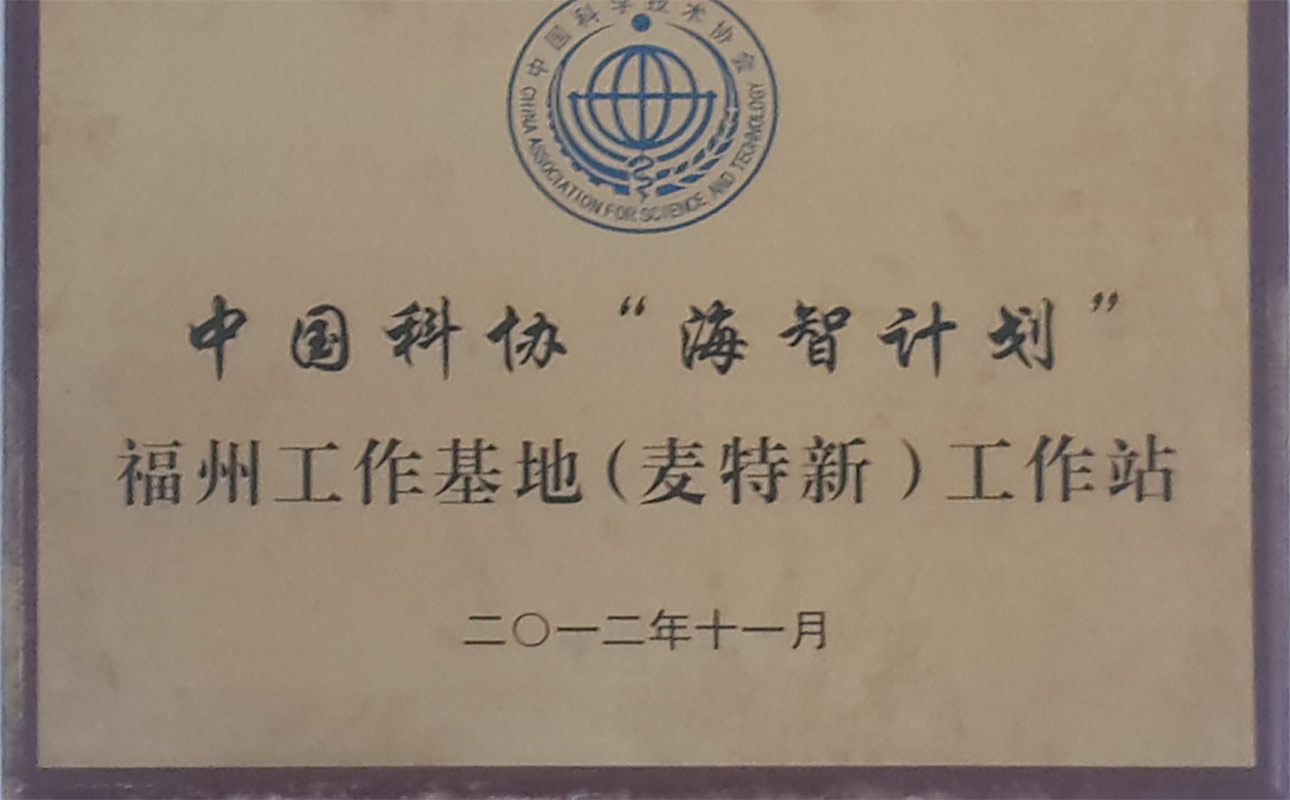 中国科学技术协会
CHINA ASSOCIATION FOR SCIENCE AND TECHNOLOGY
中国科协“海智计划”
福州工作基地（麦特新）工作站
二〇一二年十一月